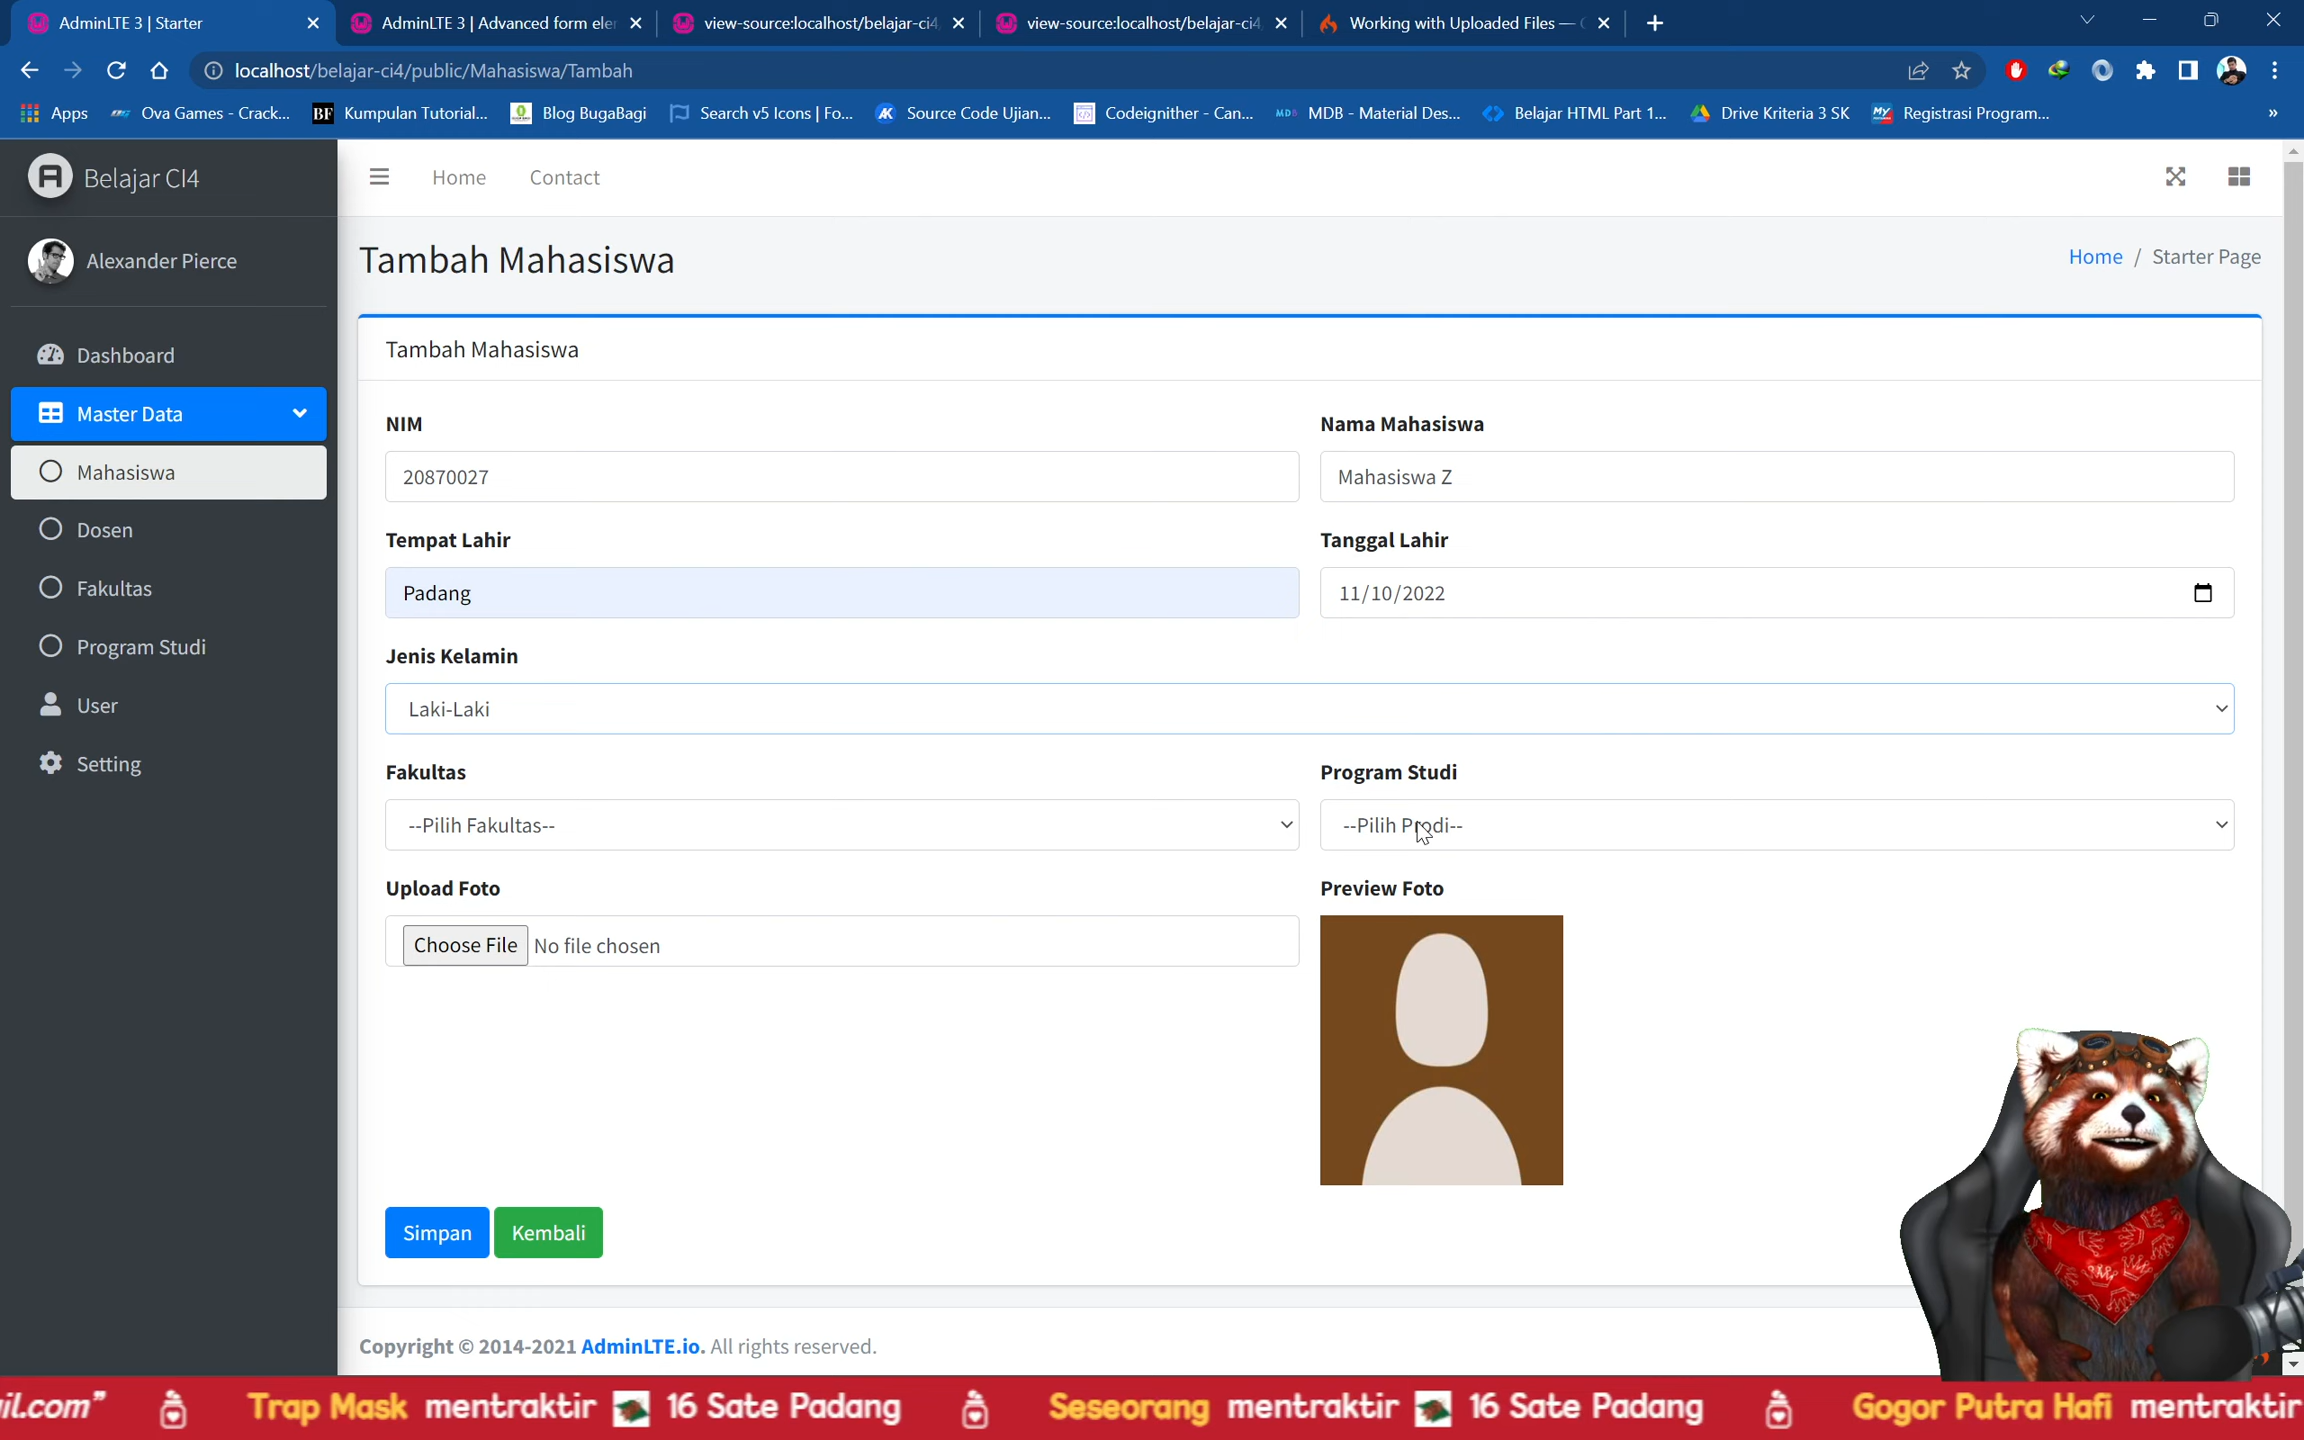 AdminLTE 3 | Starter
AdminLTE 3 | Advanced form eler
view-source:localhost/belajar-ci4
view-source:localhost/belajar-ci4
Working with Uploaded Files —
localhost/belajar-ci4/public/Mahasiswa/Tambah
Apps
Ova Games - Crack...
BF Kumpulan Tutorial...
Blog BugaBagi
Search v5 Icons | Fo...
AK Source Code Ujian...
Codeignither - Can...
MDB MDB - Material Des...
Belajar HTML Part 1...
Drive Kriteria 3 SK
My Registrasi Program...
»
Belajar CI4
Home
Contact
Alexander Pierce
Tambah Mahasiswa
Home / Starter Page
Dashboard
Master Data
Mahasiswa
Dosen
Fakultas
Program Studi
User
Setting
Tambah Mahasiswa
NIM
Nama Mahasiswa
20870027
Mahasiswa Z
Tempat Lahir
Tanggal Lahir
Padang
11/10/2022
Jenis Kelamin
Laki-Laki
Fakultas
Program Studi
--Pilih Fakultas--
--Pilih Prodi--
Upload Foto
Preview Foto
Choose File No file chosen
Simpan
Kembali
Copyright © 2014-2021 AdminLTE.io. All rights reserved.
il.com” Trap Mask mentraktir 16 Sate Padang Seseorang mentraktir 16 Sate Padang Gogor Putra Hafi mentraktir